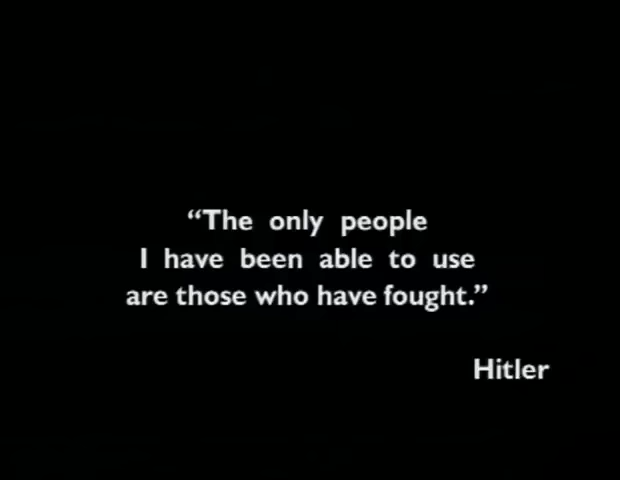 “The only people
I have been able to use
are those who have fought.”
Hitler